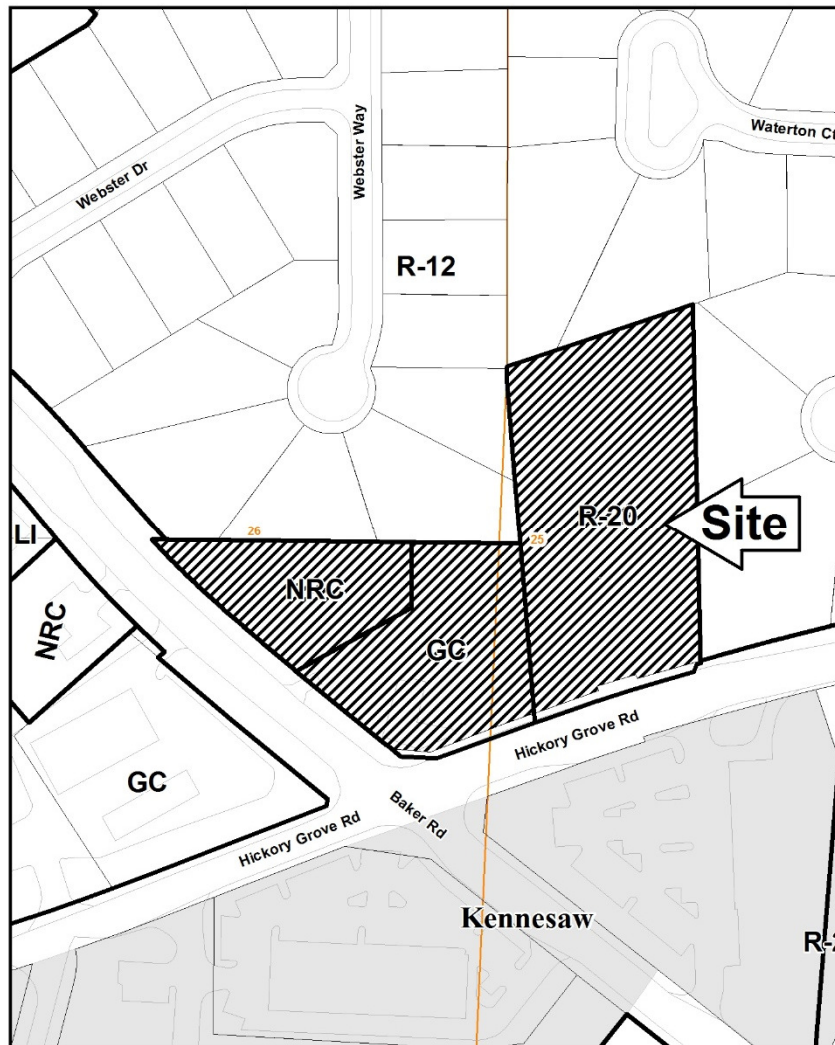 Webster Dr
Webster Way
Waterton Ct
R-12
26
25
R-20
Site
LI
NRC
NRC
GC
Hickory Grove Rd
GC
Baker Rd
Hickory Grove Rd
Kennesaw